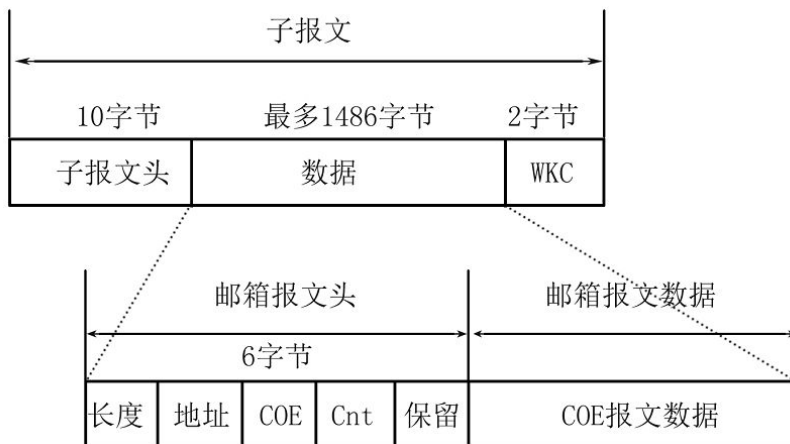 子报文
10字节 最多1486字节 2字节
子报文头 数据 WKC
邮箱报文头 邮箱报文数据
6字节
长度 地址 COE Cnt 保留 COE报文数据